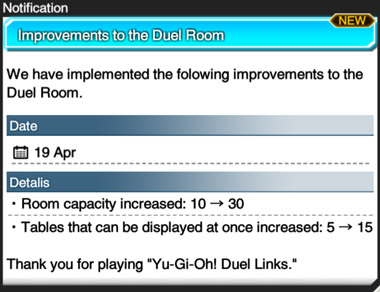 Notification
NEW
Improvements to the Duel Room
We have implemented the folowing improvements to the
Duel Room.
Date
19 Apr
Detalis
・Room capacity increased: 10 → 30
・Tables that can be displayed at once increased: 5 → 15
Thank you for playing "Yu-Gi-Oh! Duel Links."